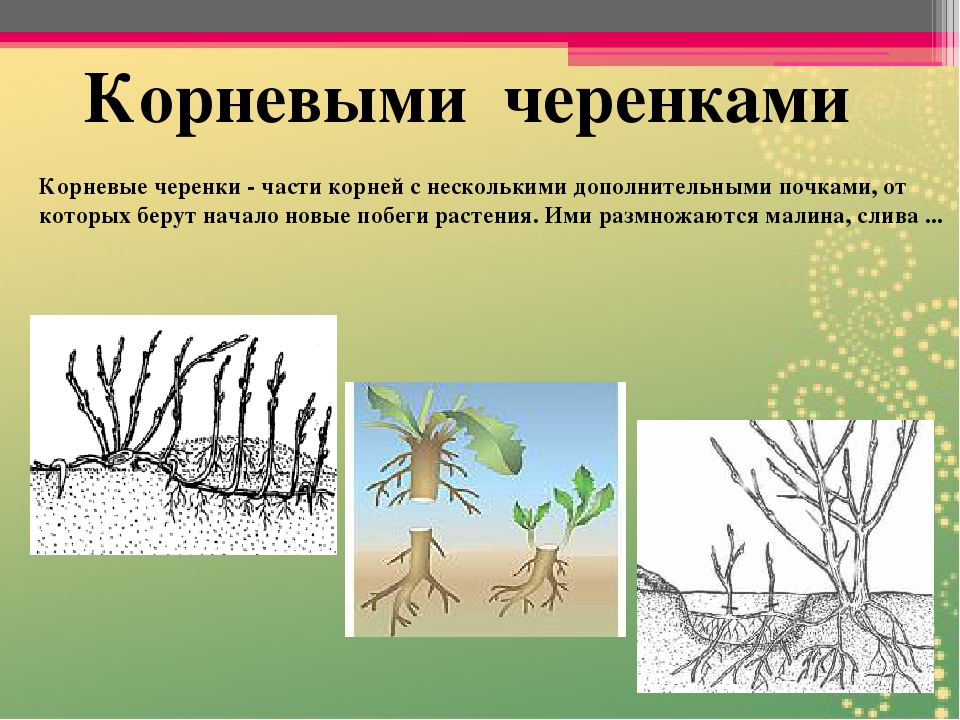 Корневыми черенками
Корневые черенки - части корней с несколькими дополнительными почками, от
которых берут начало новые побеги растения. Ими размножаются малина, слива ...